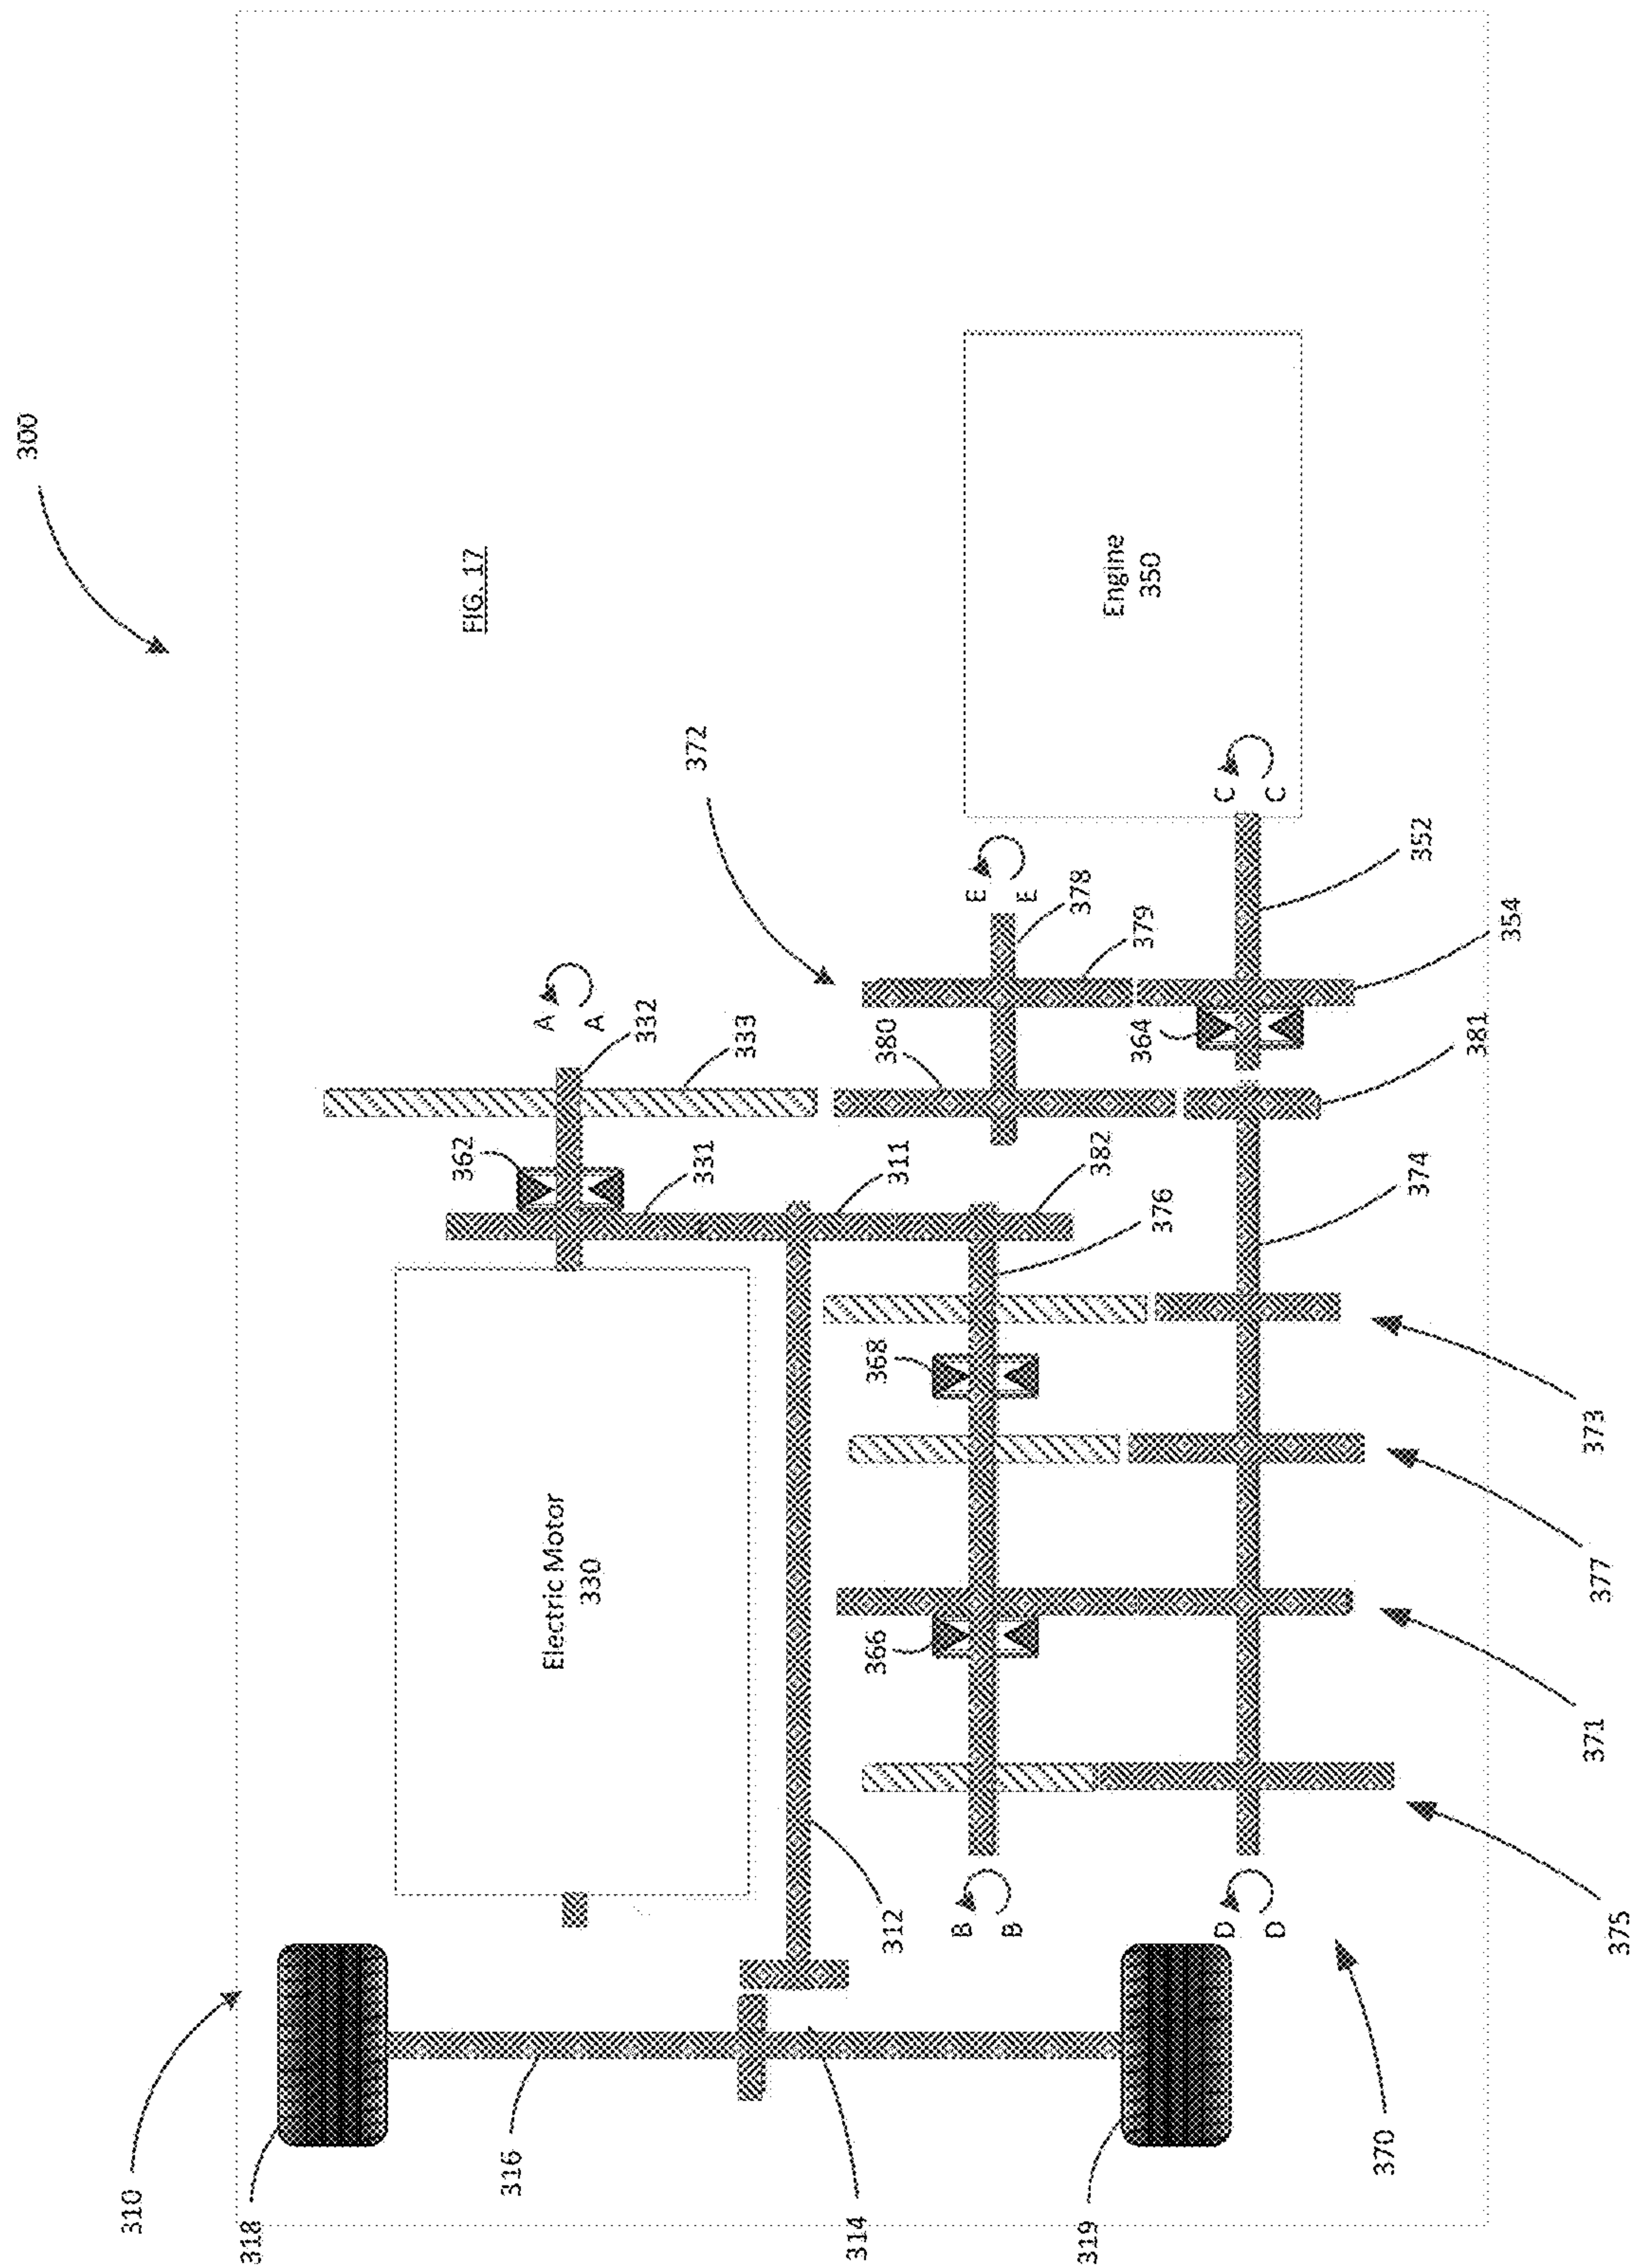 300
FIG. 17
310
318
316
314
319
370
Electric Motor
330
Engine
350
372
A
A
332
333
362
331
311
382
380
E
E
378
379
364
C
C
352
354
381
374
376
368
366
312
B
B
D
D
373
377
371
375